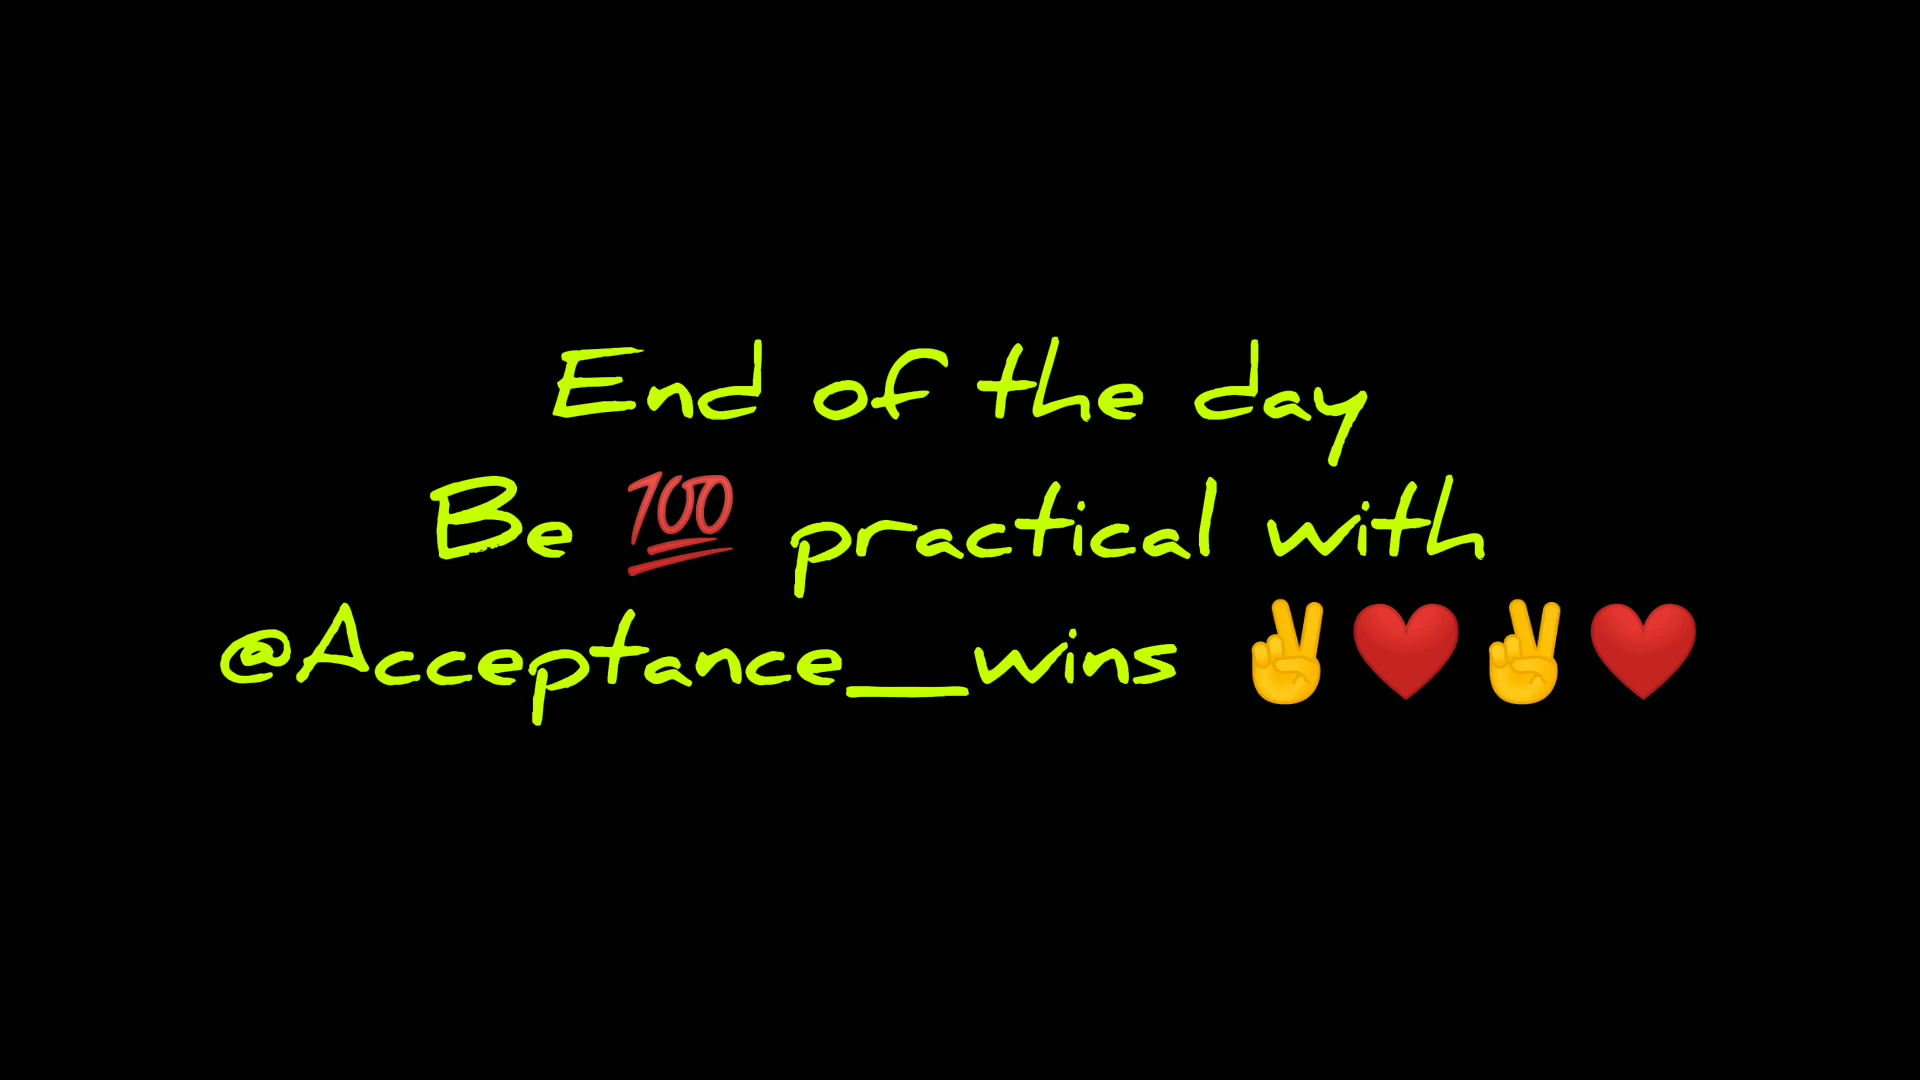 End of the day
Be 💯 practical with
@Acceptance__wins ✌❤✌❤